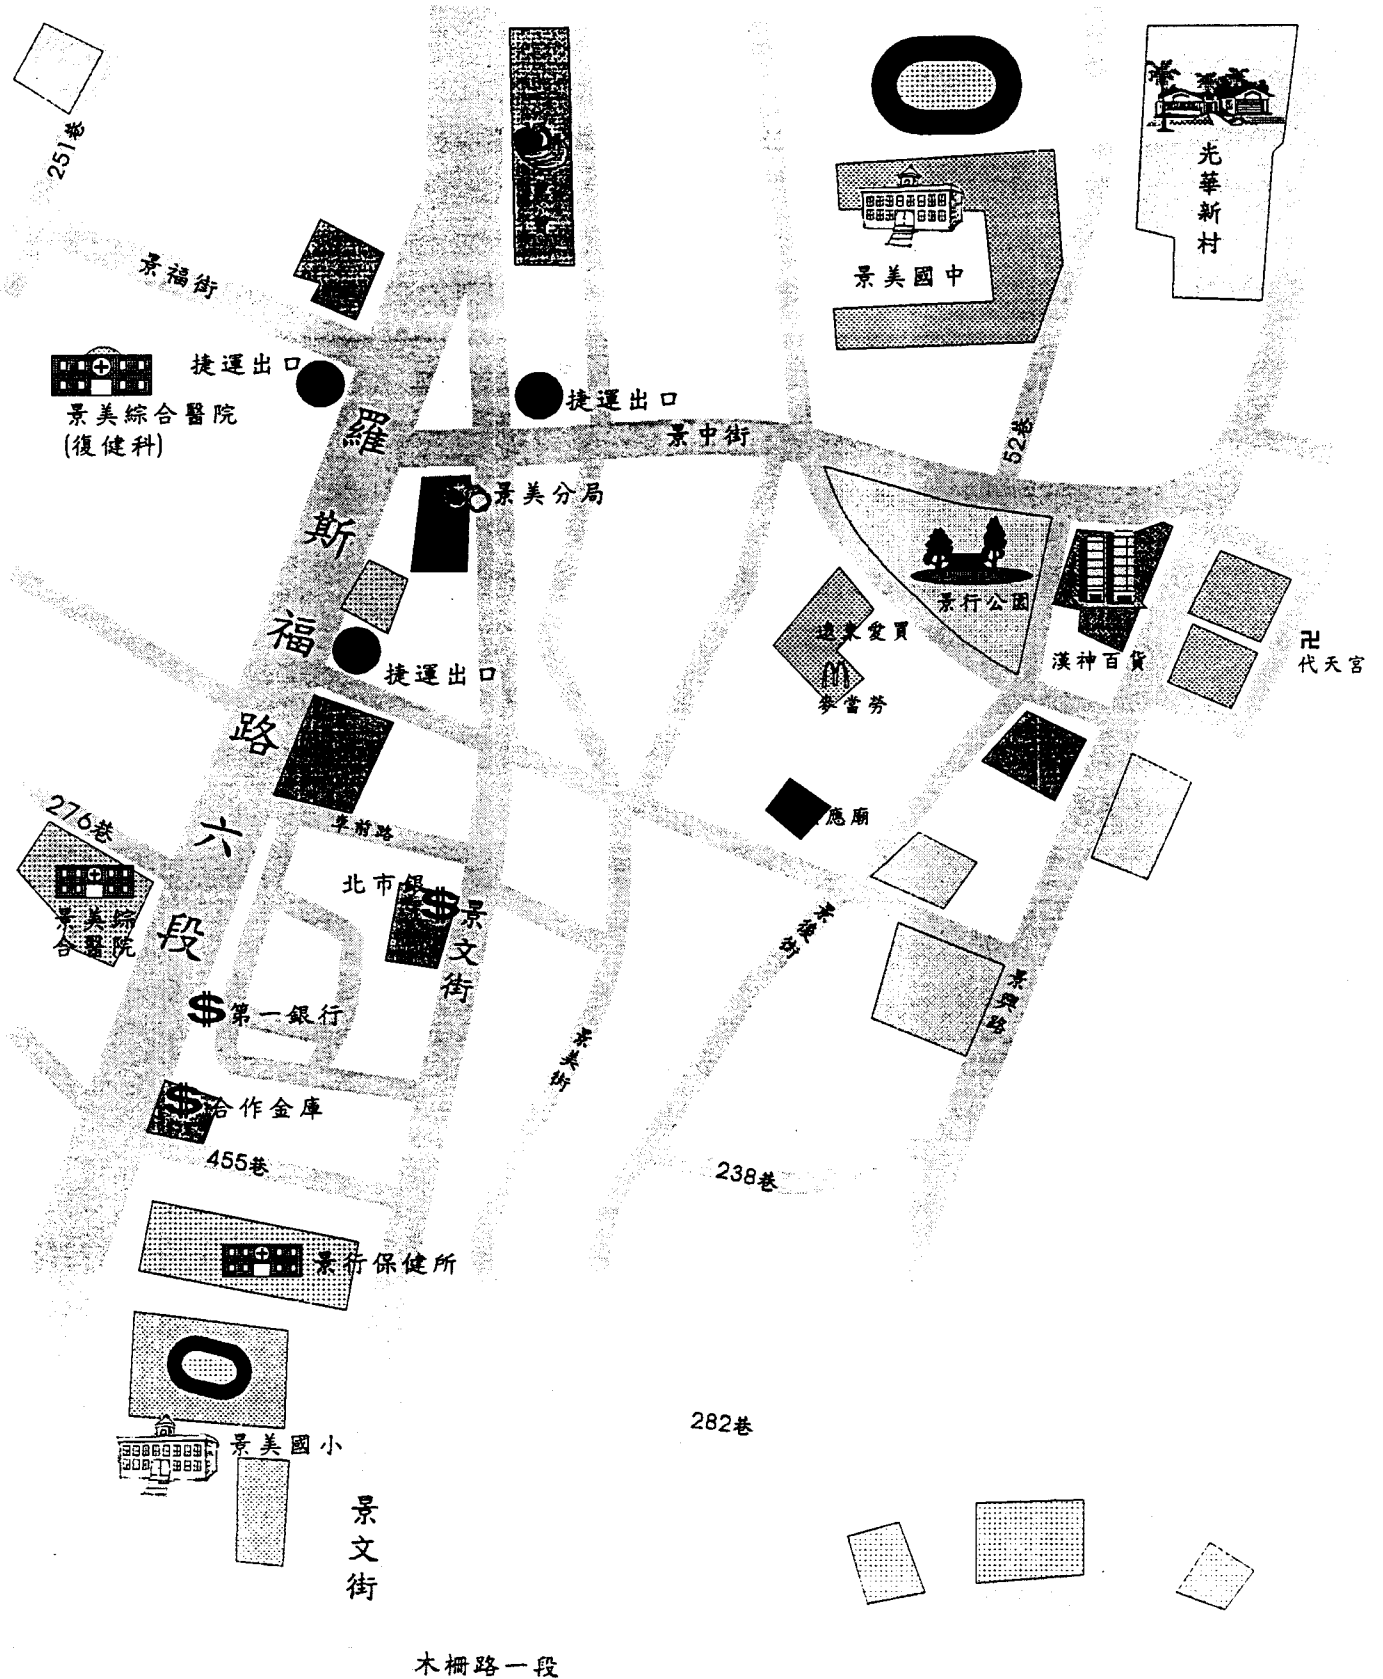 251巷
景福街
光華新村
景美國中
捷運出口
捷運出口
景美綜合醫院
(復健科)
景中街
52巷
景美分局
羅斯福路六段
景行公園
遠東愛買
麥當勞
漢神百貨
卍
代天宮
捷運出口
276巷
車前路
應廟
北市銀
景美綜
合醫院
景文街
景後街
景興路
第一銀行
景美街
合作金庫
455巷
238巷
景行保健所
282巷
景美國小
景文街
木柵路一段